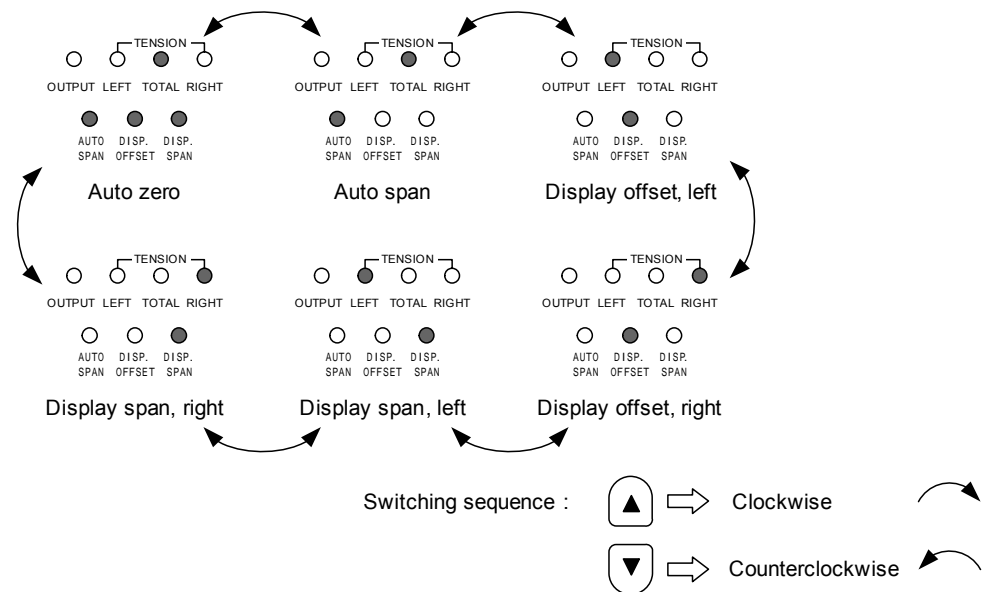 TENSION TENSION TENSION
OUTPUT LEFT TOTAL RIGHT OUTPUT LEFT TOTAL RIGHT OUTPUT LEFT TOTAL RIGHT
AUTO DISP. DISP. AUTO DISP. DISP. AUTO DISP. DISP.
SPAN OFFSET SPAN SPAN OFFSET SPAN SPAN OFFSET SPAN
Auto zero Auto span Display offset, left
TENSION TENSION TENSION
OUTPUT LEFT TOTAL RIGHT OUTPUT LEFT TOTAL RIGHT OUTPUT LEFT TOTAL RIGHT
AUTO DISP. DISP. AUTO DISP. DISP. AUTO DISP. DISP.
SPAN OFFSET SPAN SPAN OFFSET SPAN SPAN OFFSET SPAN
Display span, right Display span, left Display offset, right
Switching sequence : Clockwise
Counterclockwise